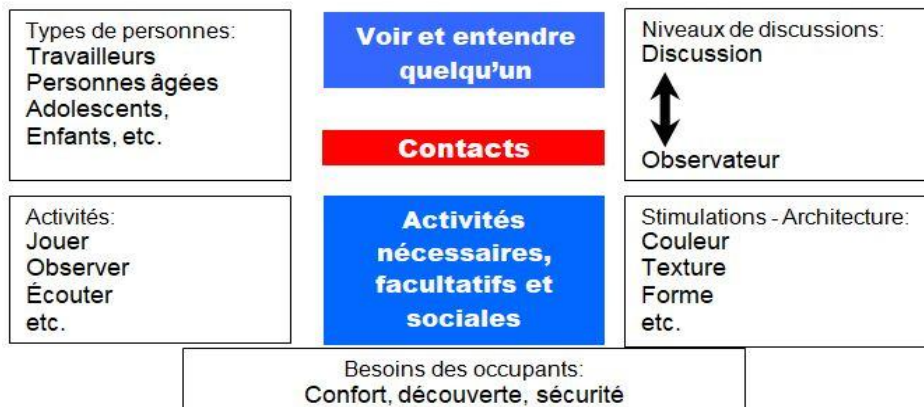 Types de personnes:
Travailleurs
Personnes âgées
Adolescents,
Enfants, etc.
Voir et entendre
quelqu'un
Contacts
Niveaux de discussions:
Discussion
Observateur
Activités:
Jouer
Observer
Écouter
etc.
Activités
nécessaires,
facultatifs et
sociales
Stimulations - Architecture:
Couleur
Texture
Forme
etc.
Besoins des occupants:
Confort, découverte, sécurité